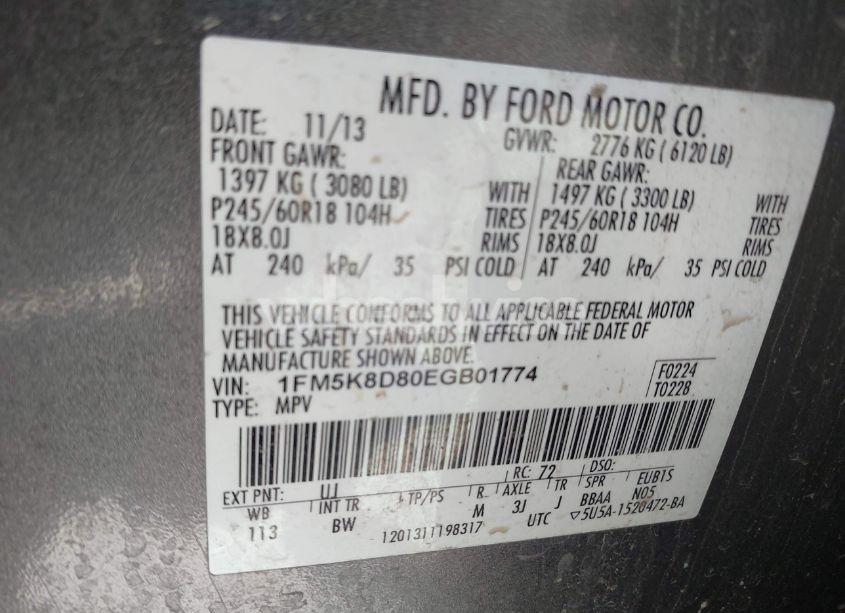 MFD. BY FORD MOTOR CO.
DATE: 11/13 GVWR: 2776 KG ( 6120 LB)
FRONT GAWR: REAR GAWR:
1397 KG ( 3080 LB) WITH 1497 KG ( 3300 LB) WITH
P245/60R18 104H TIRES P245/60R18 104H TIRES
18X8.0J RIMS 18X8.0J RIMS
AT 240 kPa/ 35 PSI COLD AT 240 kPa/ 35 PSI COLD
THIS VEHICLE CONFORMS TO ALL APPLICABLE FEDERAL MOTOR
VEHICLE SAFETY STANDARDS IN EFFECT ON THE DATE OF
MANUFACTURE SHOWN ABOVE.
VIN: 1FM5K8D80EGB01774 F0224
TYPE: MPV T0228
EXT PNT: UJ RC: 72 DSO:
WB INT TR TP/PS R AXLE TR SPR EUB1S
113 BW M 3J J BBAA N05
1201311198317 UTC ▽5U5A-1520472-BA